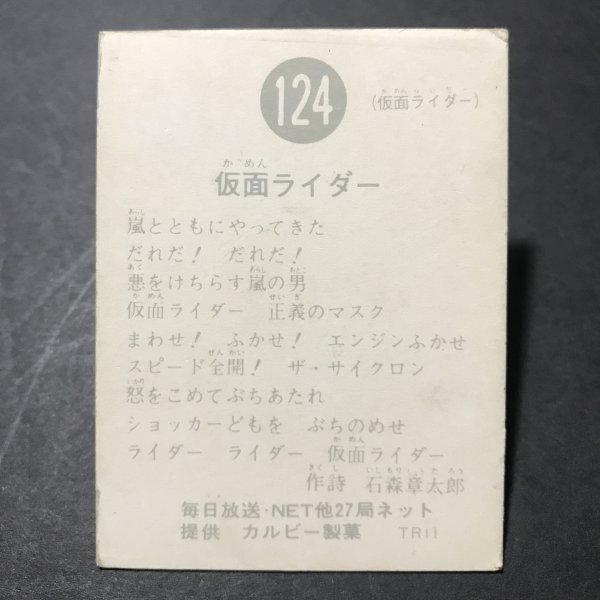 124
(仮面ライダー)
仮面ライダー
嵐とともにやってきた
だれだ! だれだ!
悪をけちらす嵐の男
仮面ライダー 正義のマスク
まわせ! ふかせ! エンジンふかせ
スピード全開! ザ・サイクロン
怒をこめてぶちあたれ
ショッカーどもを ぶちのめせ
ライダー ライダー 仮面ライダー
作詩 石森章太郎
毎日放送・NET他27局ネット
提供 カルビー製菓 TR11